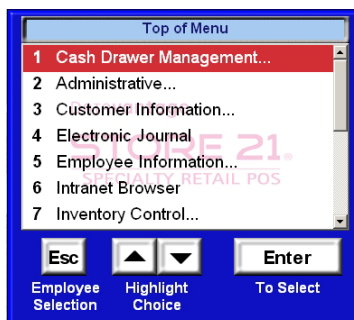 Top of Menu
1 Cash Drawer Management...
2 Administrative...
3 Customer Information...
4 Electronic Journal
STORE 21®
5 Employee Information...
SPECIALTY RETAIL POS
6 Intranet Browser
7 Inventory Control...
Esc
Enter
Employee Selection
Highlight Choice
To Select